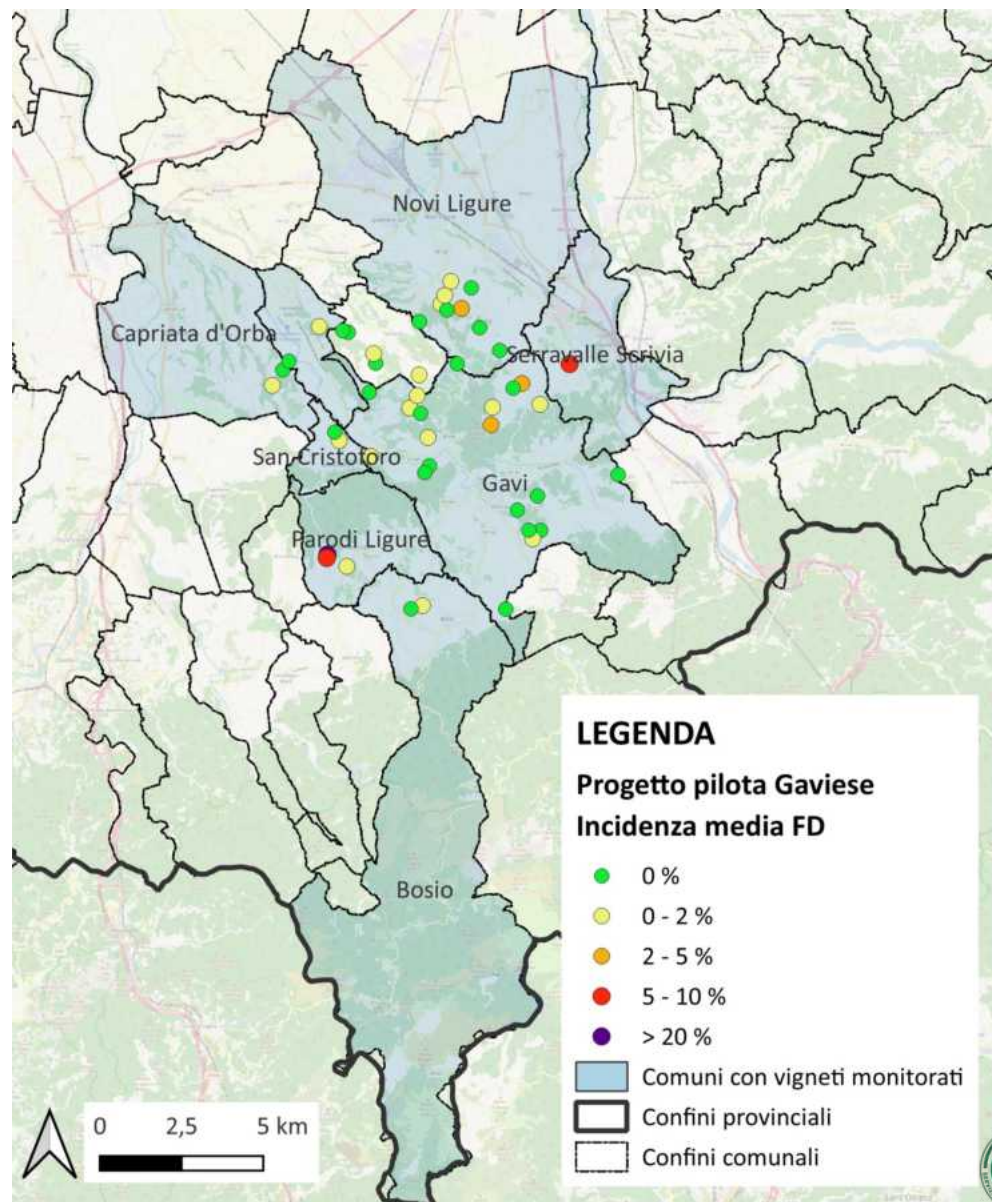 Novi Ligure
Capriata d'Orba
Serravalle Scrivia
San Cristoforo
Gavi
Parodi Ligure
Bosio
LEGENDA
Progetto pilota Gaviese
Incidenza media FD
0 %
0 - 2 %
2 - 5 %
5 - 10 %
> 20 %
Comuni con vigneti monitorati
Confini provinciali
Confini comunali
0 2,5 5 km